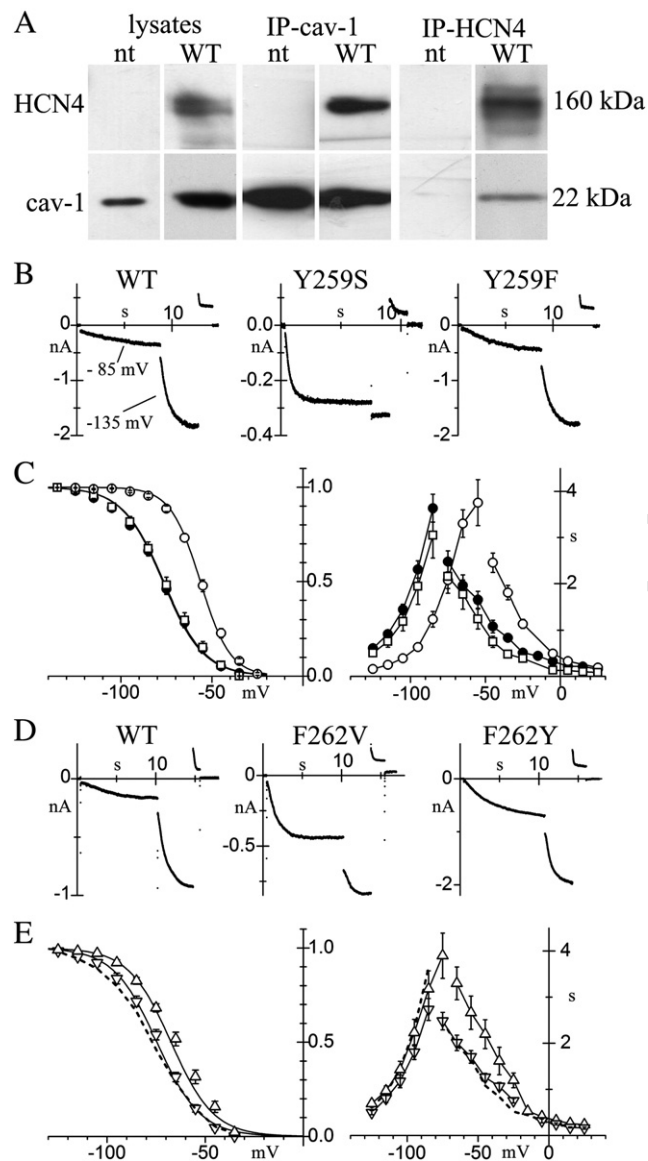 A
lysates IP-cav-1 IP-HCN4
nt WT nt WT nt WT
HCN4 160 kDa
cav-1 22 kDa
B
WT Y259S Y259F
0 s 10
nA
-1
-2
- 85 mV
-135 mV
0.0 s 10
nA
-0.2
-0.4
0 s 10
nA
-1
-2
C
1.0
0.5
0.0
-100 -50 mV
4
s
2
-100 -50 mV 0
D
WT F262V F262Y
0 s 10
nA
-1
0 s 10
nA
-0.5
0 s 10
nA
-2
E
1.0
0.5
0.0
-100 -50 mV
4
s
2
-100 -50 mV 0